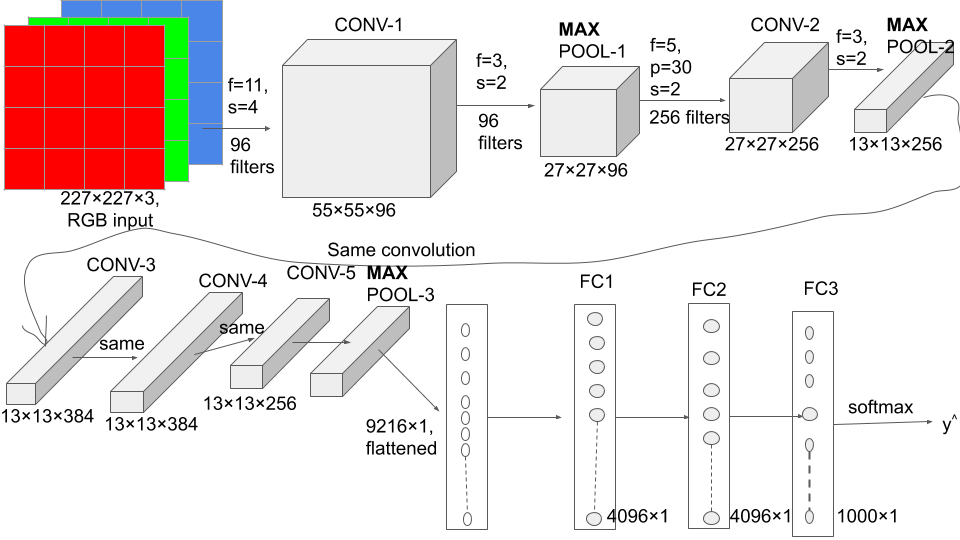 CONV-1
MAX
POOL-1
CONV-2
MAX
POOL-2
f=11,
s=4
96
filters
f=3,
s=2
96
filters
f=5,
p=30
s=2
256 filters
f=3,
s=2
227×227×3,
RGB input
55×55×96
27×27×96
27×27×256
13×13×256
Same convolution
CONV-3
CONV-4
CONV-5
MAX
POOL-3
same
same
13×13×384
13×13×384
13×13×256
9216×1,
flattened
FC1
FC2
FC3
4096×1
4096×1
1000×1
softmax
y^